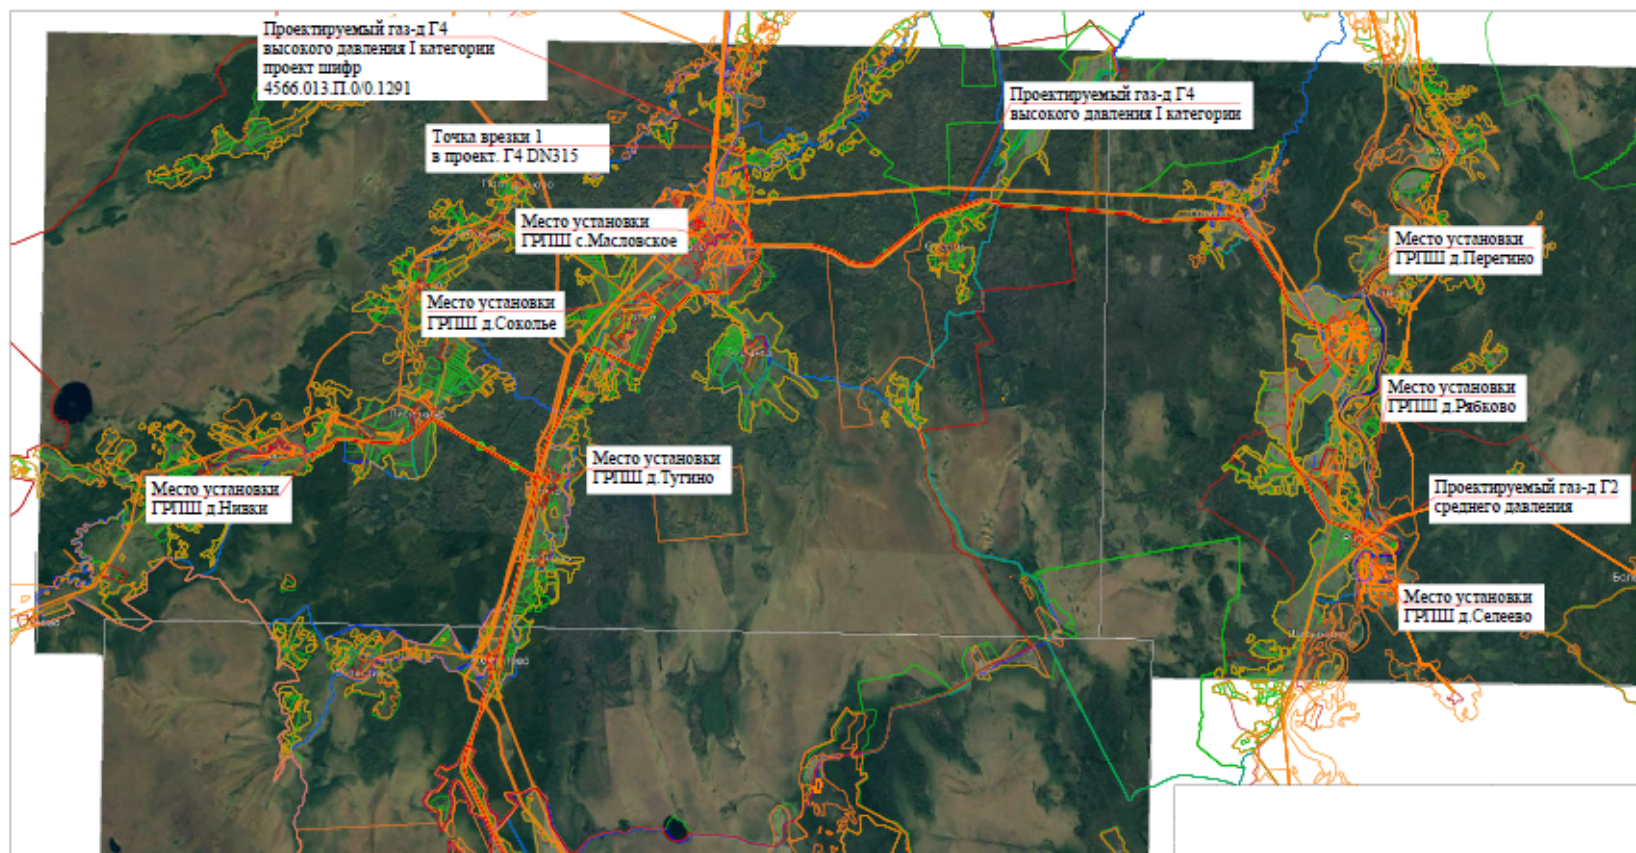 Проектируемый газ-д Г4
высокого давления I категории
проект шифр
4566.013.П.0/0.1291
Проектируемый газ-д Г4
высокого давления I категории
Точка врезки 1
в проект. Г4 DN315
Место установки
ГРПШ с.Масловское
Место установки
ГРПШ д.Перегино
Место установки
ГРПШ д.Соколье
Место установки
ГРПШ д.Рябково
Место установки
ГРПШ д.Тугино
Место установки
ГРПШ д.Нивки
Проектируемый газ-д Г2
среднего давления
Место установки
ГРПШ д.Селеево